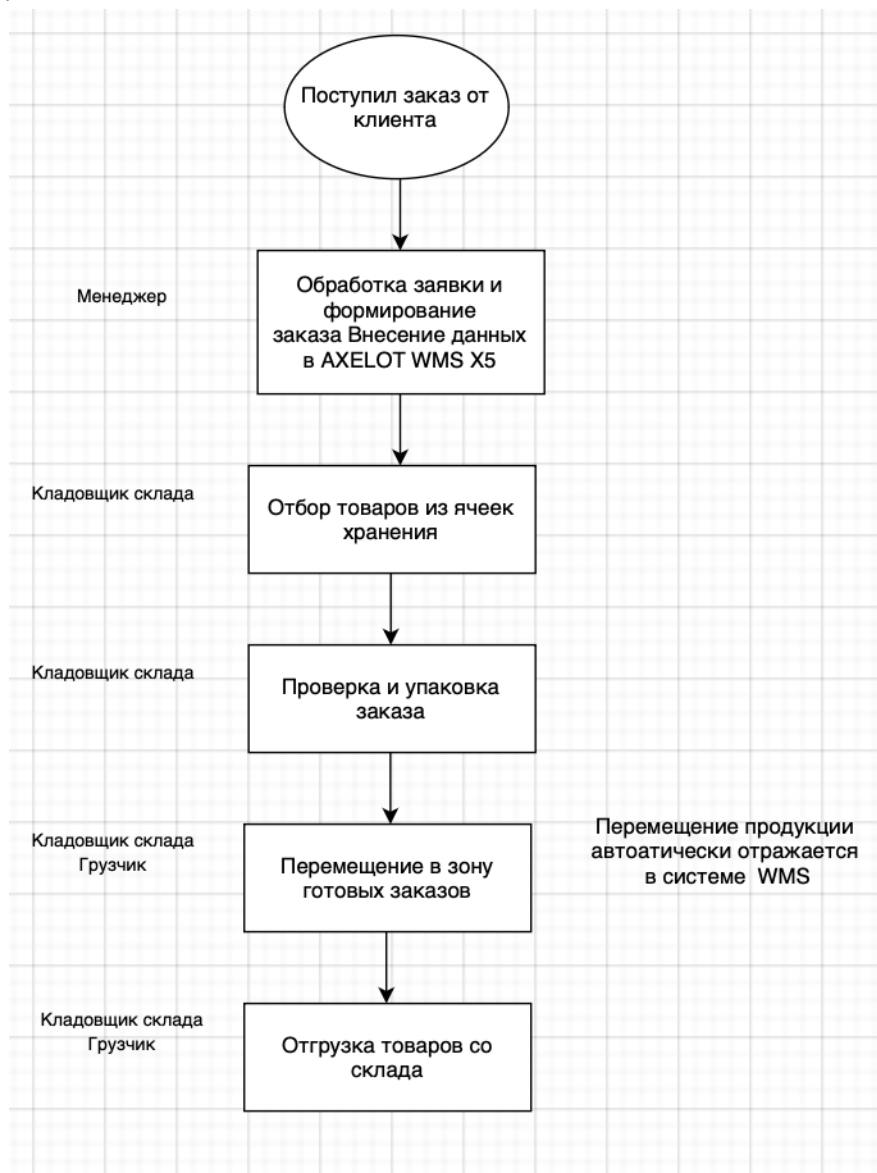 Поступил заказ от
клиента
Менеджер
Обработка заявки и
формирование
заказа Внесение данных
в AXELOT WMS X5
Кладовщик склада
Отбор товаров из ячеек
хранения
Кладовщик склада
Проверка и упаковка
заказа
Кладовщик склада
Грузчик
Перемещение в зону
готовых заказов
Перемещение продукции
автоатически отражается
в системе WMS
Кладовщик склада
Грузчик
Отгрузка товаров со
склада